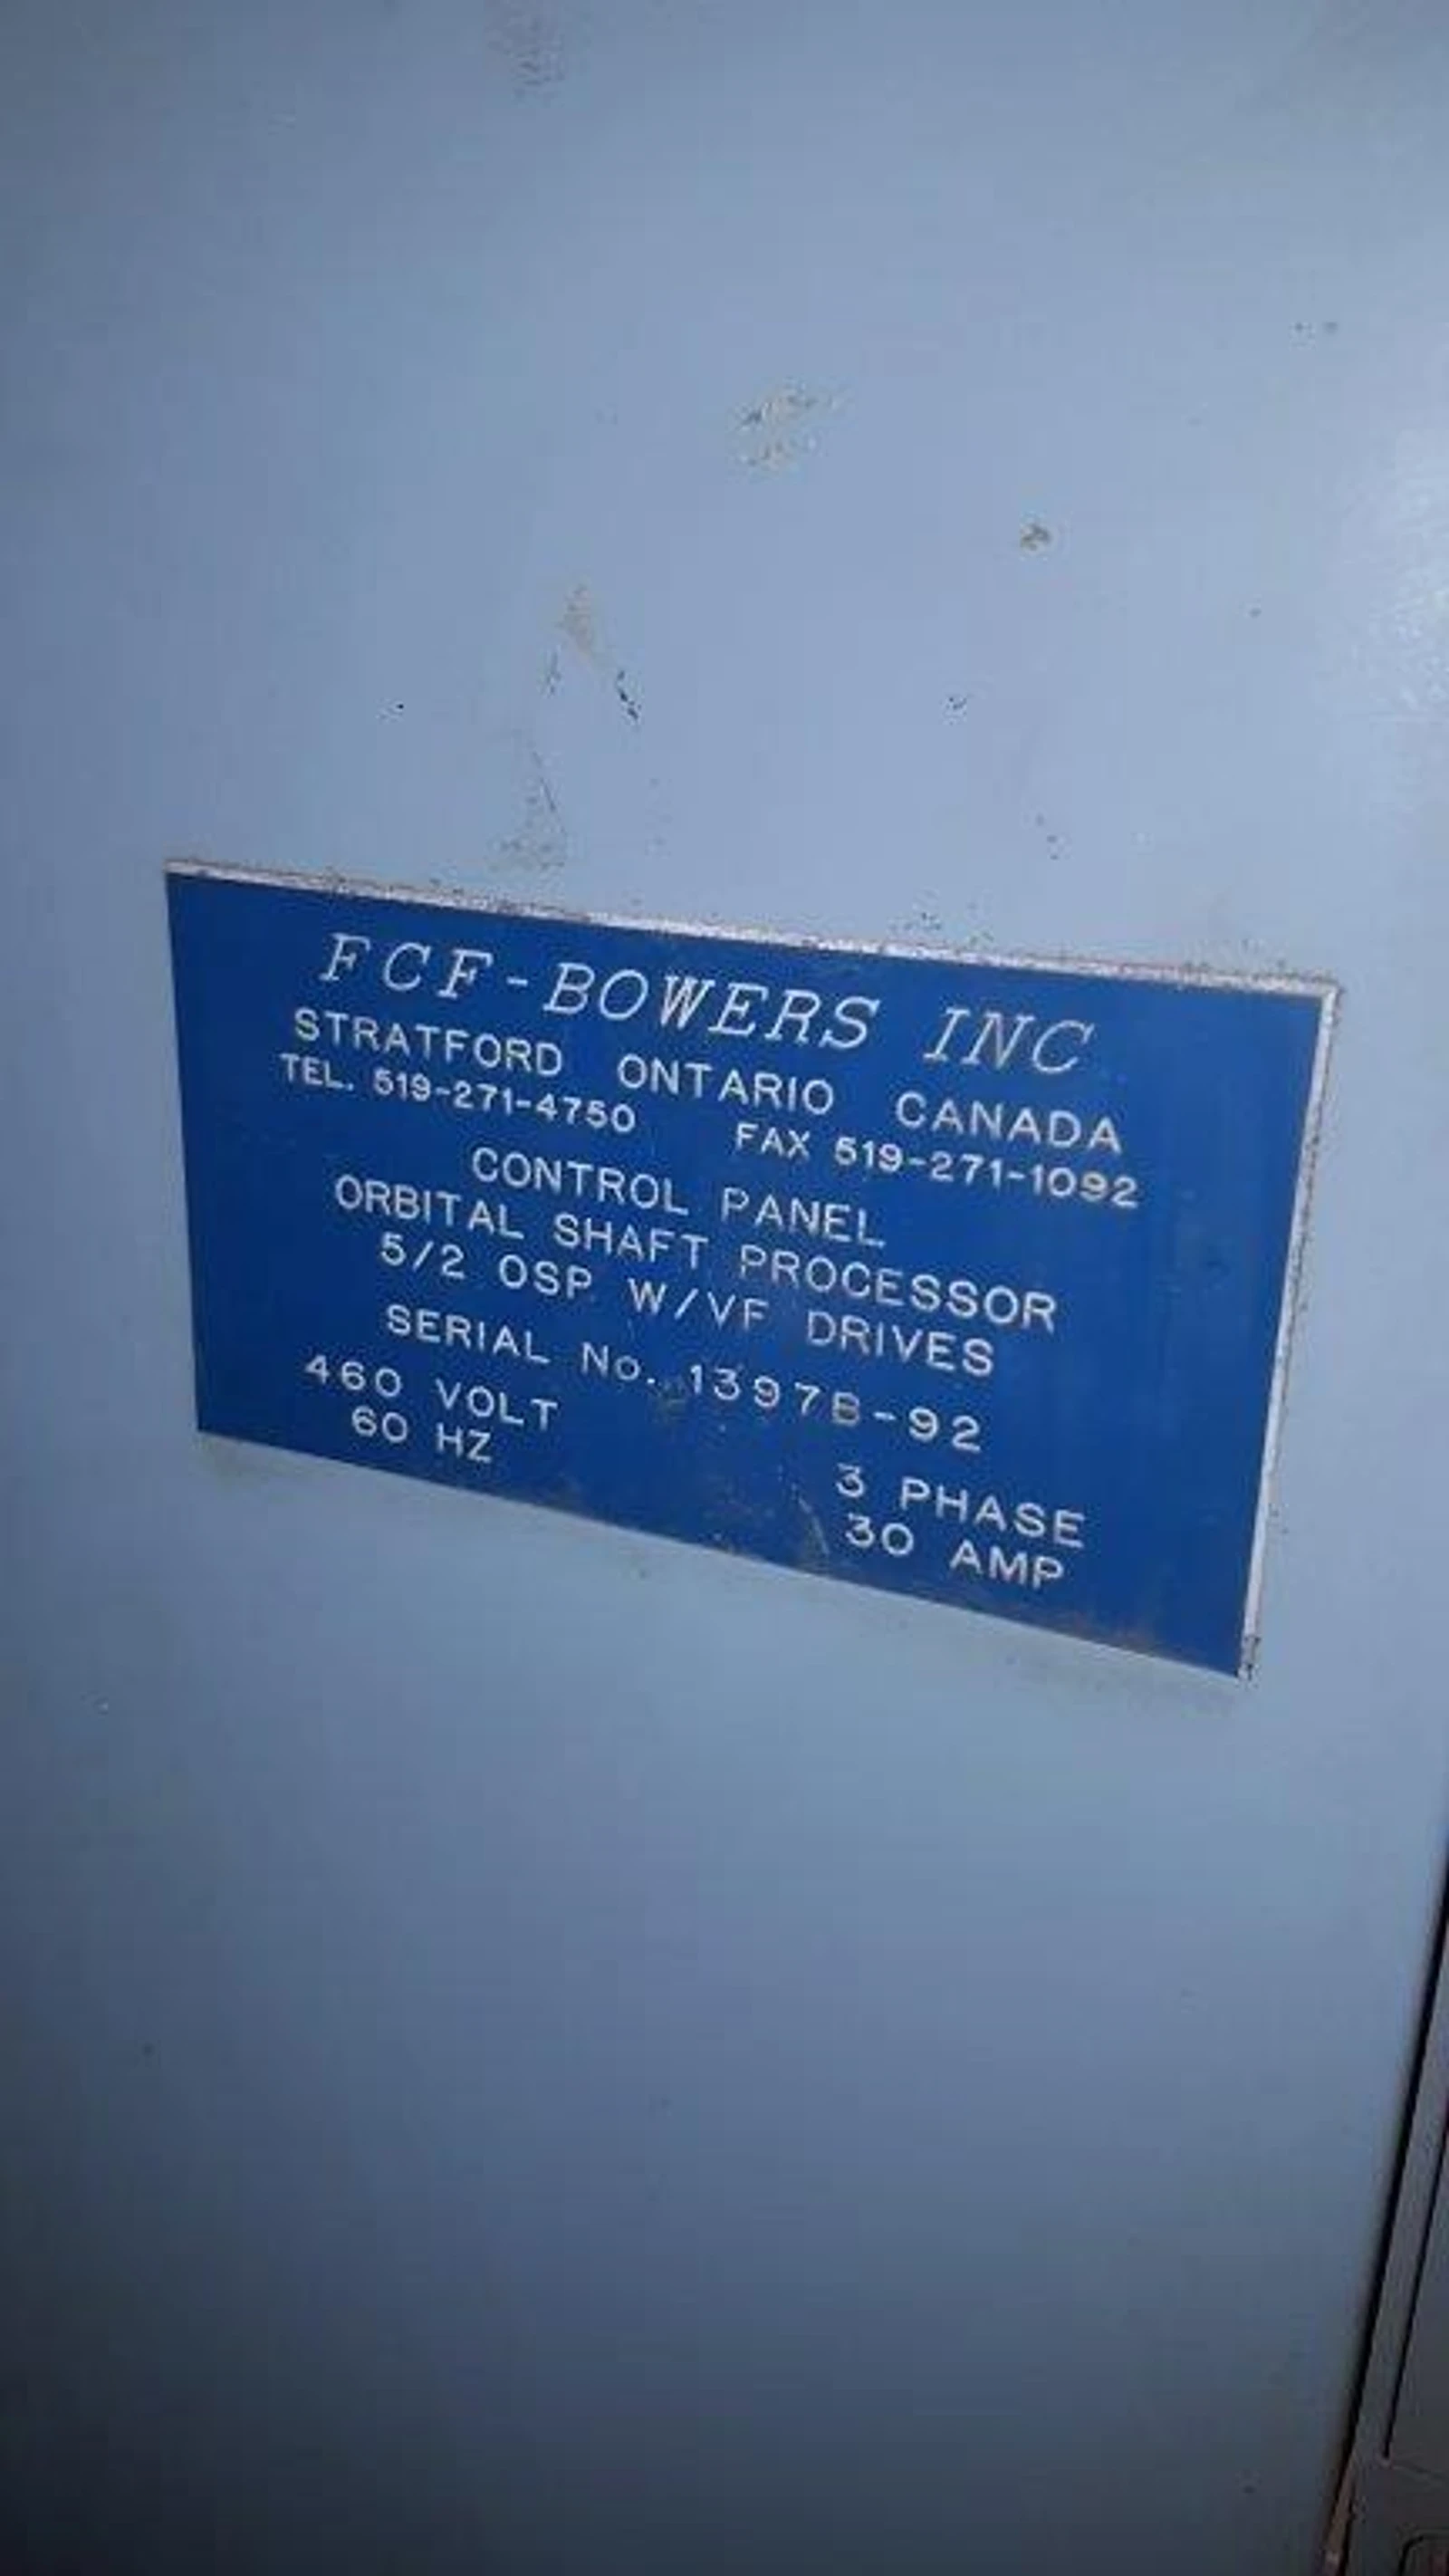 FCF-BOWERS INC
STRATFORD ONTARIO CANADA
TEL. 519-271-4750 FAX 519-271-1092
CONTROL PANEL
ORBITAL SHAFT PROCESSOR
5/2 OSP W/VF DRIVES
SERIAL No. 1397B-92
460 VOLT 3 PHASE
60 HZ 30 AMP